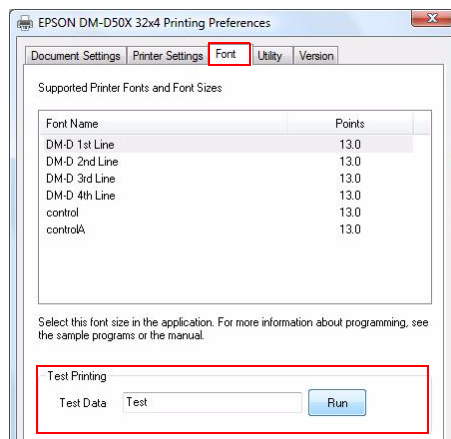 EPSON DM-D50X 32x4 Printing Preferences
Document Settings Printer Settings Font Utility Version
Supported Printer Fonts and Font Sizes
Font Name Points
DM-D 1st Line 13.0
DM-D 2nd Line 13.0
DM-D 3rd Line 13.0
DM-D 4th Line 13.0
control 13.0
controlA 13.0
Select this font size in the application. For more information about programming, see
the sample programs or the manual.
Test Printing
Test Data Test Run